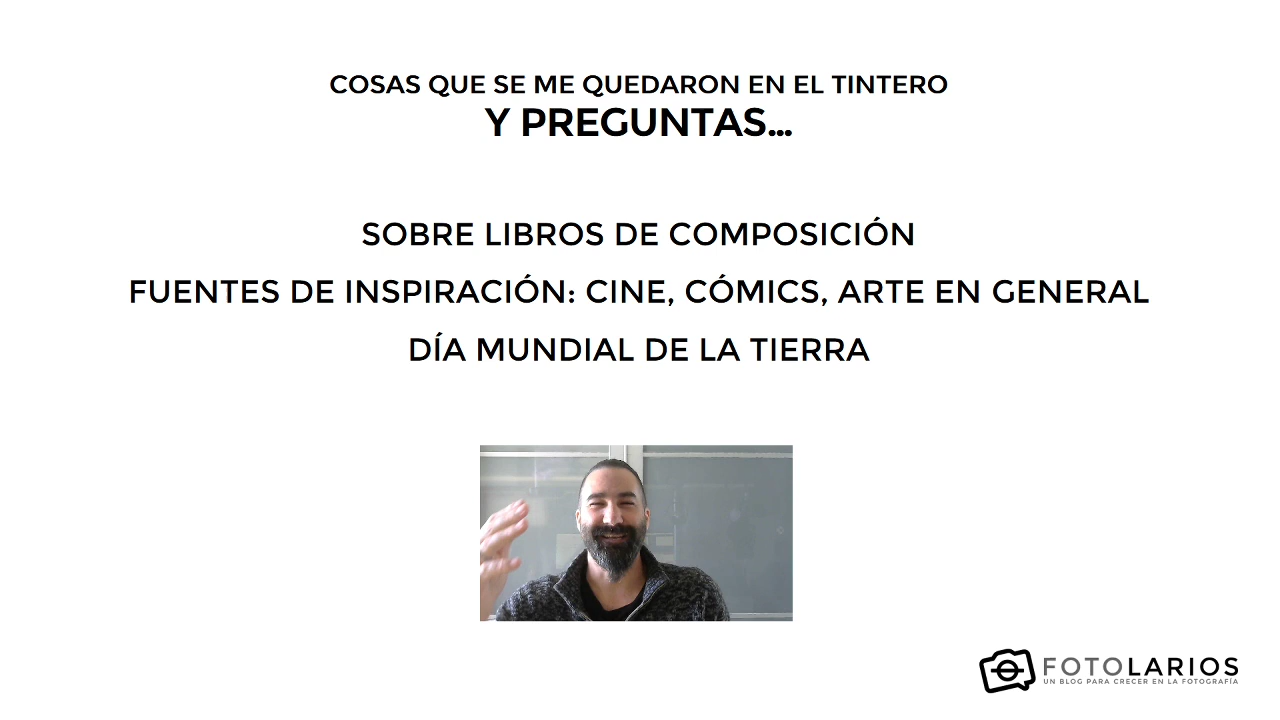 COSAS QUE SE ME QUEDARON EN EL TINTERO
Y PREGUNTAS...
SOBRE LIBROS DE COMPOSICIÓN
FUENTES DE INSPIRACIÓN: CINE, CÓMICS, ARTE EN GENERAL
DÍA MUNDIAL DE LA TIERRA
FOTOLARIOS
UN BLOG PARA CRECER EN LA FOTOGRAFÍA